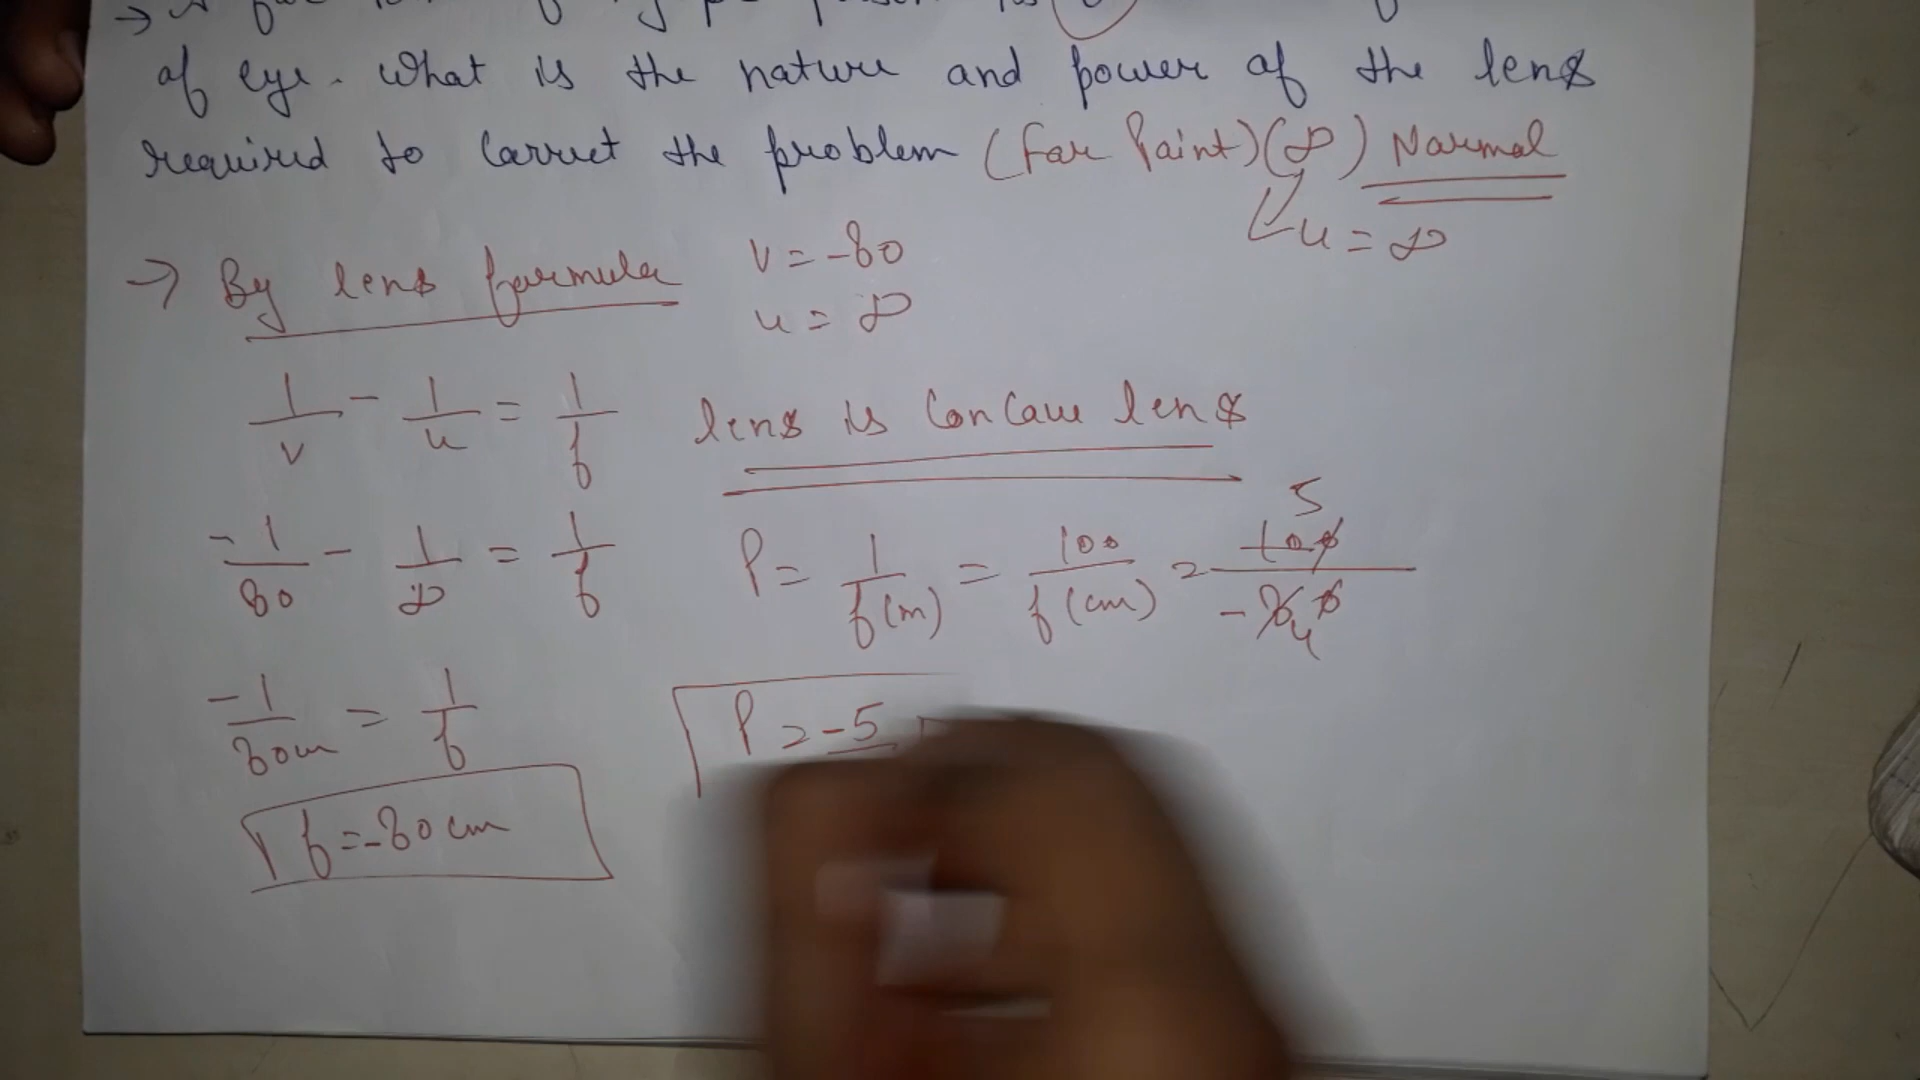 of eye. What is the nature and power of the lens
required to correct the problem (Far Point) (∞) Normal
u = ∞
→ By lens formula
v = -80
u = ∞
1/v - 1/u = 1/f
lens is Concave lens
-1/80 - 1/∞ = 1/f
P = 1/f(m) = 100/f(cm) = 100/-80
5
4
-1/80cm = 1/f
P = -5
f = -80 cm